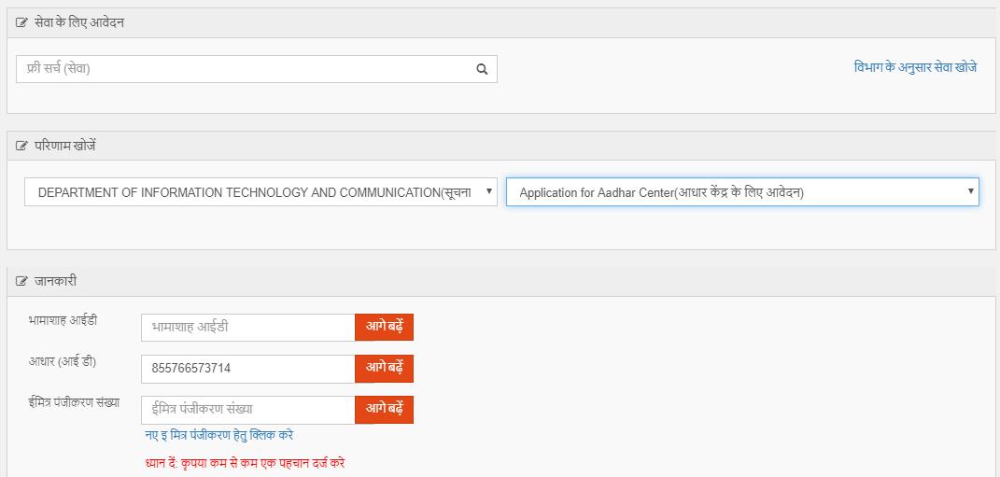 सेवा के लिए आवेदन
फ्री सर्च (सेवा)
विभाग के अनुसार सेवा खोजे
परिणाम खोजें
DEPARTMENT OF INFORMATION TECHNOLOGY AND COMMUNICATION(सूचना
Application for Aadhar Center(आधार केंद्र के लिए आवेदन)
जानकारी
भामाशाह आईडी
भामाशाह आईडी
आगे बढ़ें
आधार (आई डी)
855766573714
आगे बढ़ें
ईमित्र पंजीकरण संख्या
ईमित्र पंजीकरण संख्या
आगे बढ़ें
नए इ मित्र पंजीकरण हेतु क्लिक करे
ध्यान दें: कृपया कम से कम एक पहचान दर्ज करे